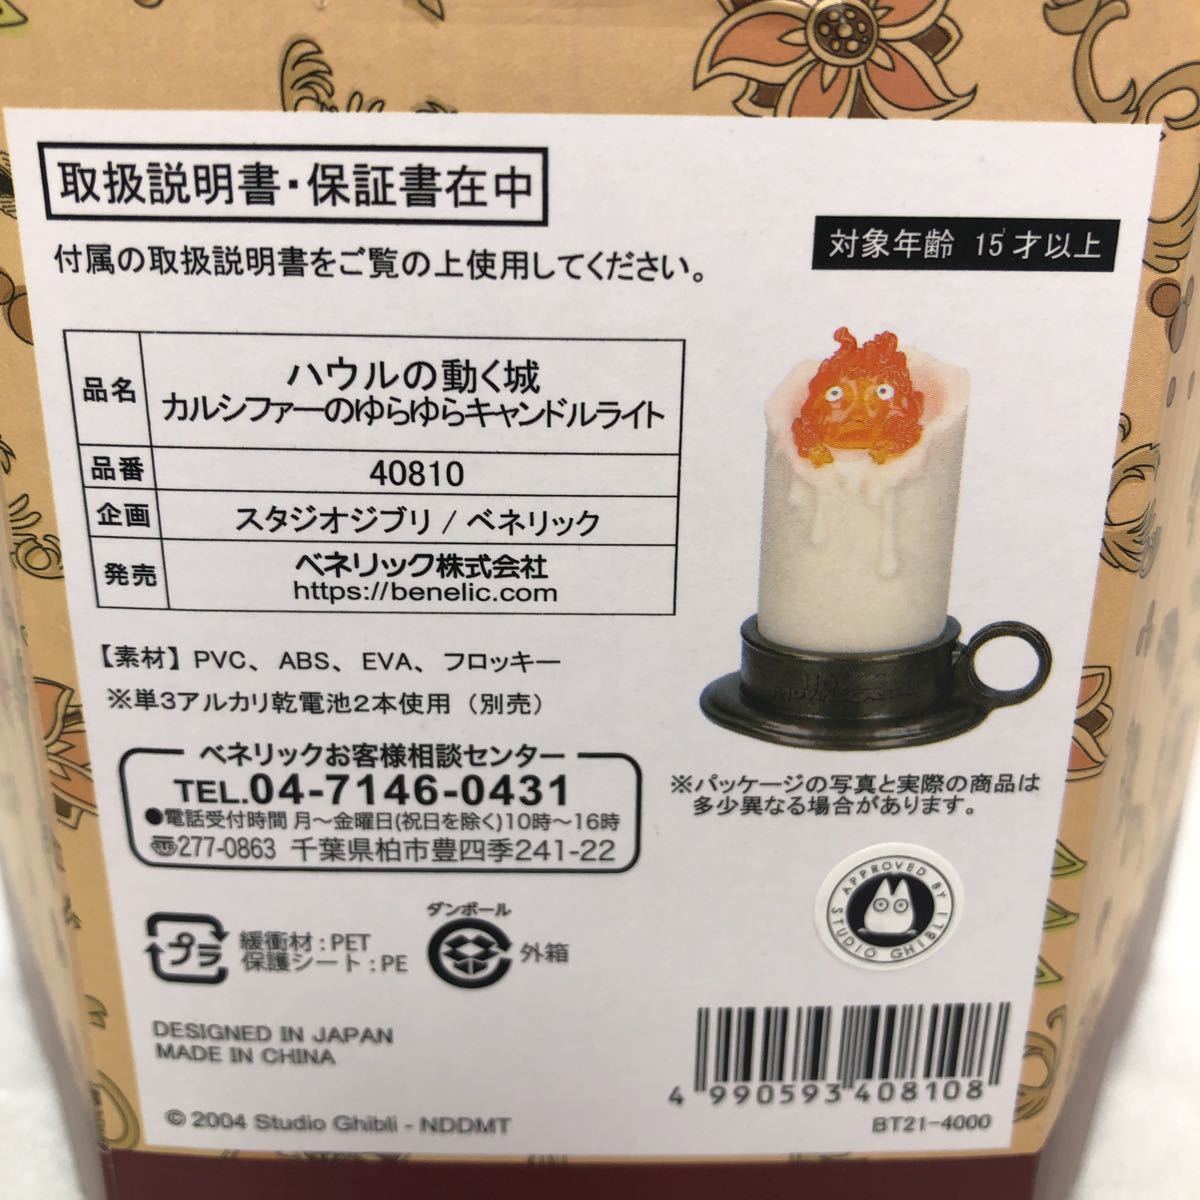 取扱説明書・保証書在中
付属の取扱説明書をご覧の上使用してください。
対象年齢 15才以上
品名 ハウルの動く城
カルシファーのゆらゆらキャンドルライト
品番 40810
企画 スタジオジブリ / ベネリック
発売 ベネリック株式会社
https://benelic.com
【素材】PVC、ABS、EVA、フロッキー
※単3アルカリ乾電池2本使用（別売）
ベネリックお客様相談センター
TEL.04-7146-0431
●電話受付時間 月～金曜日(祝日を除く)10時～16時
〠277-0863 千葉県柏市豊四季241-22
※パッケージの写真と実際の商品は
多少異なる場合があります。
APPROVED BY STUDIO GHIBLI
プラ
緩衝材:PET
保護シート:PE
ダンボール
外箱
DESIGNED IN JAPAN
MADE IN CHINA
4 990593 408108
BT21-4000
© 2004 Studio Ghibli - NDDMT